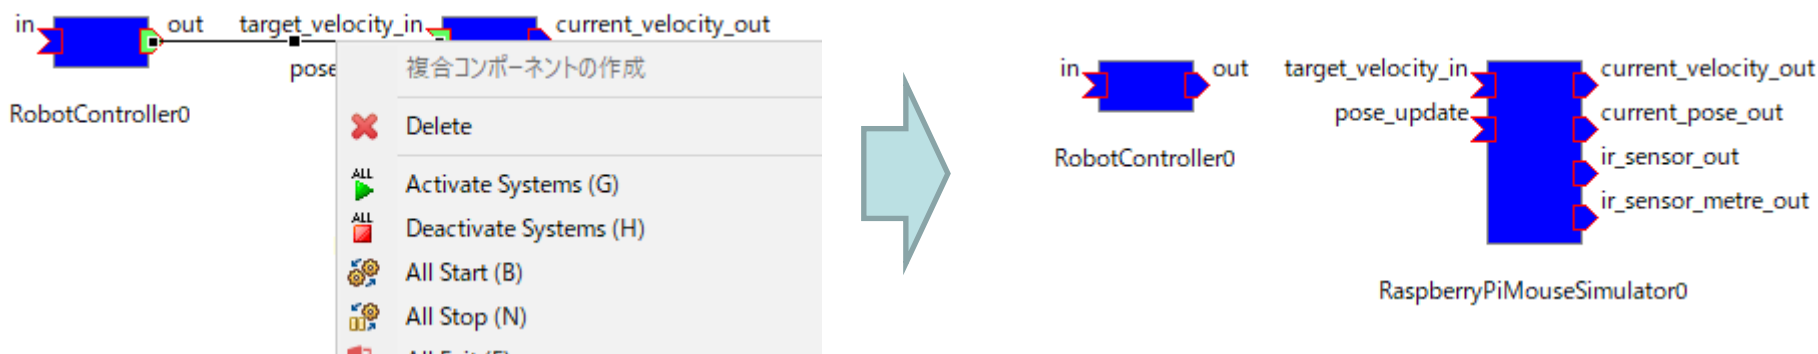 in
out
target_velocity_in
current_velocity_out
pose
RobotController0
複合コンポーネントの作成
Delete
ALL
Activate Systems (G)
ALL
Deactivate Systems (H)
All Start (B)
All Stop (N)
in
out
RobotController0
target_velocity_in
current_velocity_out
pose_update
current_pose_out
ir_sensor_out
ir_sensor_metre_out
RaspberryPiMouseSimulator0